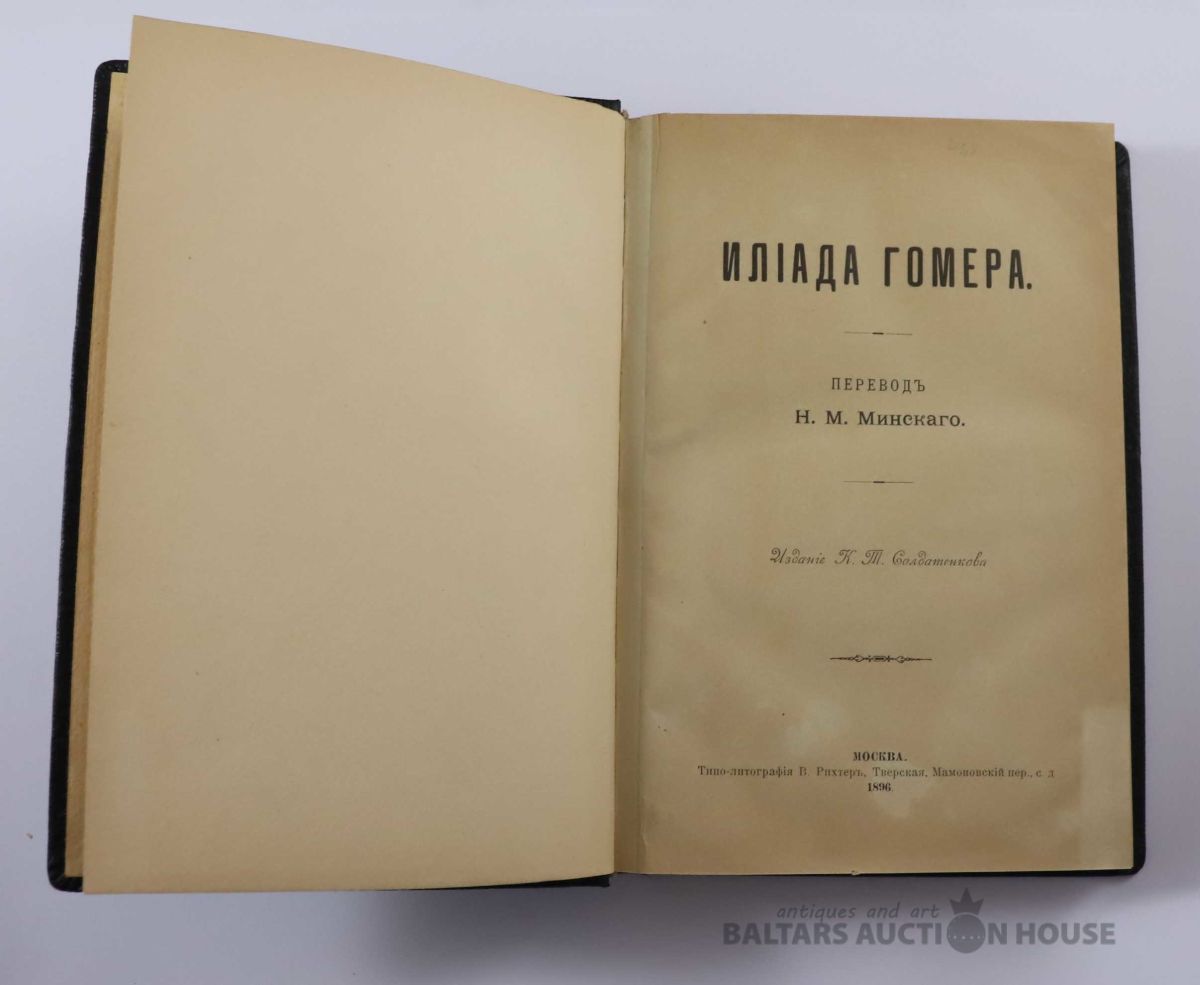 ИЛІАДА ГОМЕРА.
ПЕРЕВОДЪ
Н. М. Минскаго.
Изданіе К. Т. Солдатенкова
МОСКВА.
Типо-литографія В. Рихтеръ, Тверская, Мамоновскій пер., с. д
1896.
antiques and art
BALTARS AUCTION HOUSE